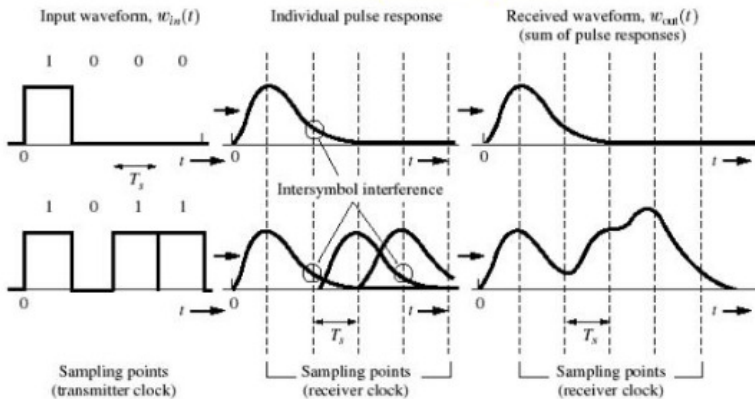 Input waveform, w_in(t)
Individual pulse response
Received waveform, w_out(t)
(sum of pulse responses)
1 0 0 0
0
t
T_s
0
t
0
t
Intersymbol interference
1 0 1 1
0
t
0
T_s
t
0
T_s
t
Sampling points
(transmitter clock)
Sampling points
(receiver clock)
Sampling points
(receiver clock)